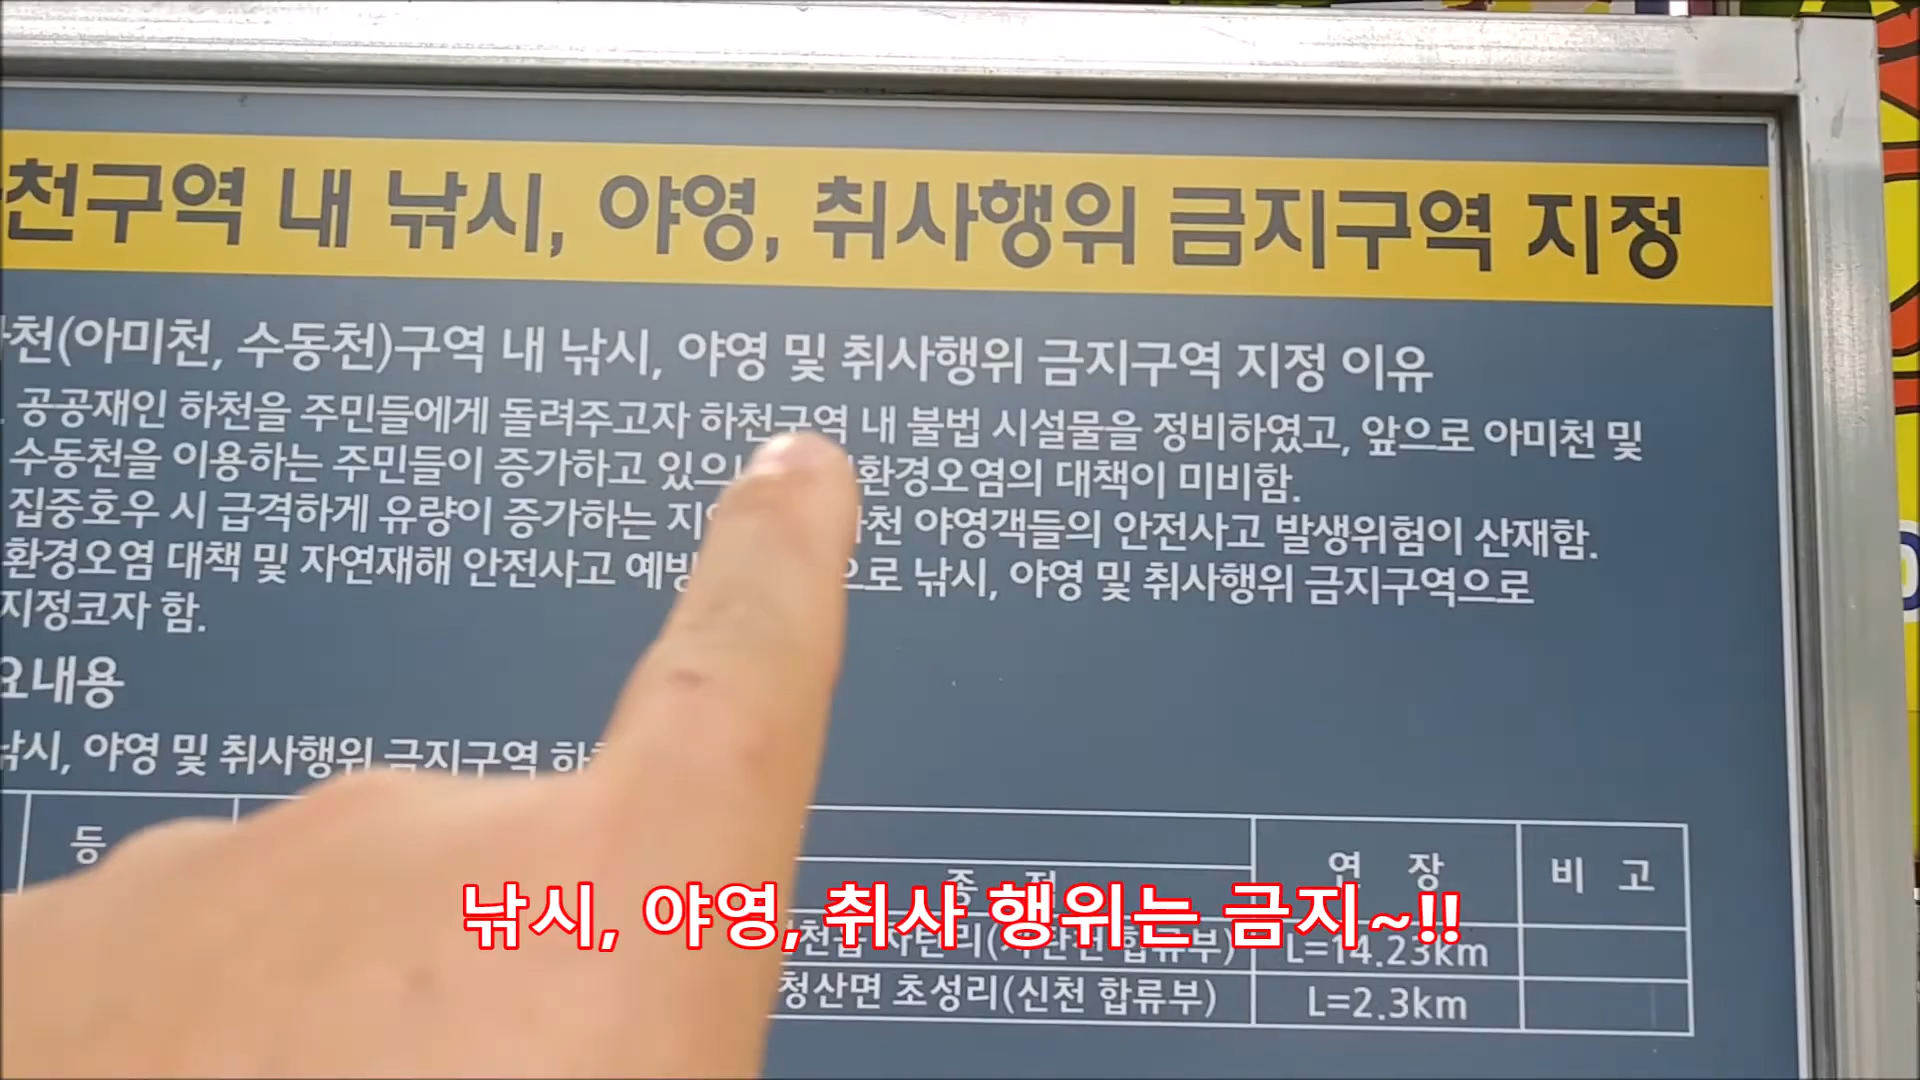 천구역 내 낚시, 야영, 취사행위 금지구역 지정
천(아미천, 수동천)구역 내 낚시, 야영 및 취사행위 금지구역 지정 이유
공공재인 하천을 주민들에게 돌려주고자 하천구역 내 불법 시설물을 정비하였고, 앞으로 아미천 및
수동천을 이용하는 주민들이 증가하고 있으 환경오염의 대책이 미비함.
집중호우 시 급격하게 유량이 증가하는 천 야영객들의 안전사고 발생위험이 산재함.
환경오염 대책 및 자연재해 안전사고 예방 으로 낚시, 야영 및 취사행위 금지구역으로
지정코자 함.
요내용
낚시, 야영 및 취사행위 금지구역 하천
등 연 장 비 고
종 점
낚시, 야영, 취사 행위는 금지~!!
합류부) L=14.23km
청산면 초성리(신천 합류부) L=2.3km